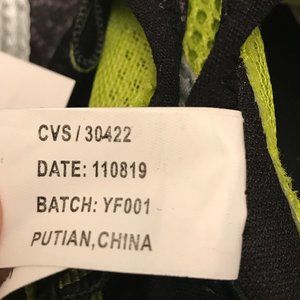 CVS / 30422
DATE: 110819
BATCH: YF001
PUTIAN, CHINA